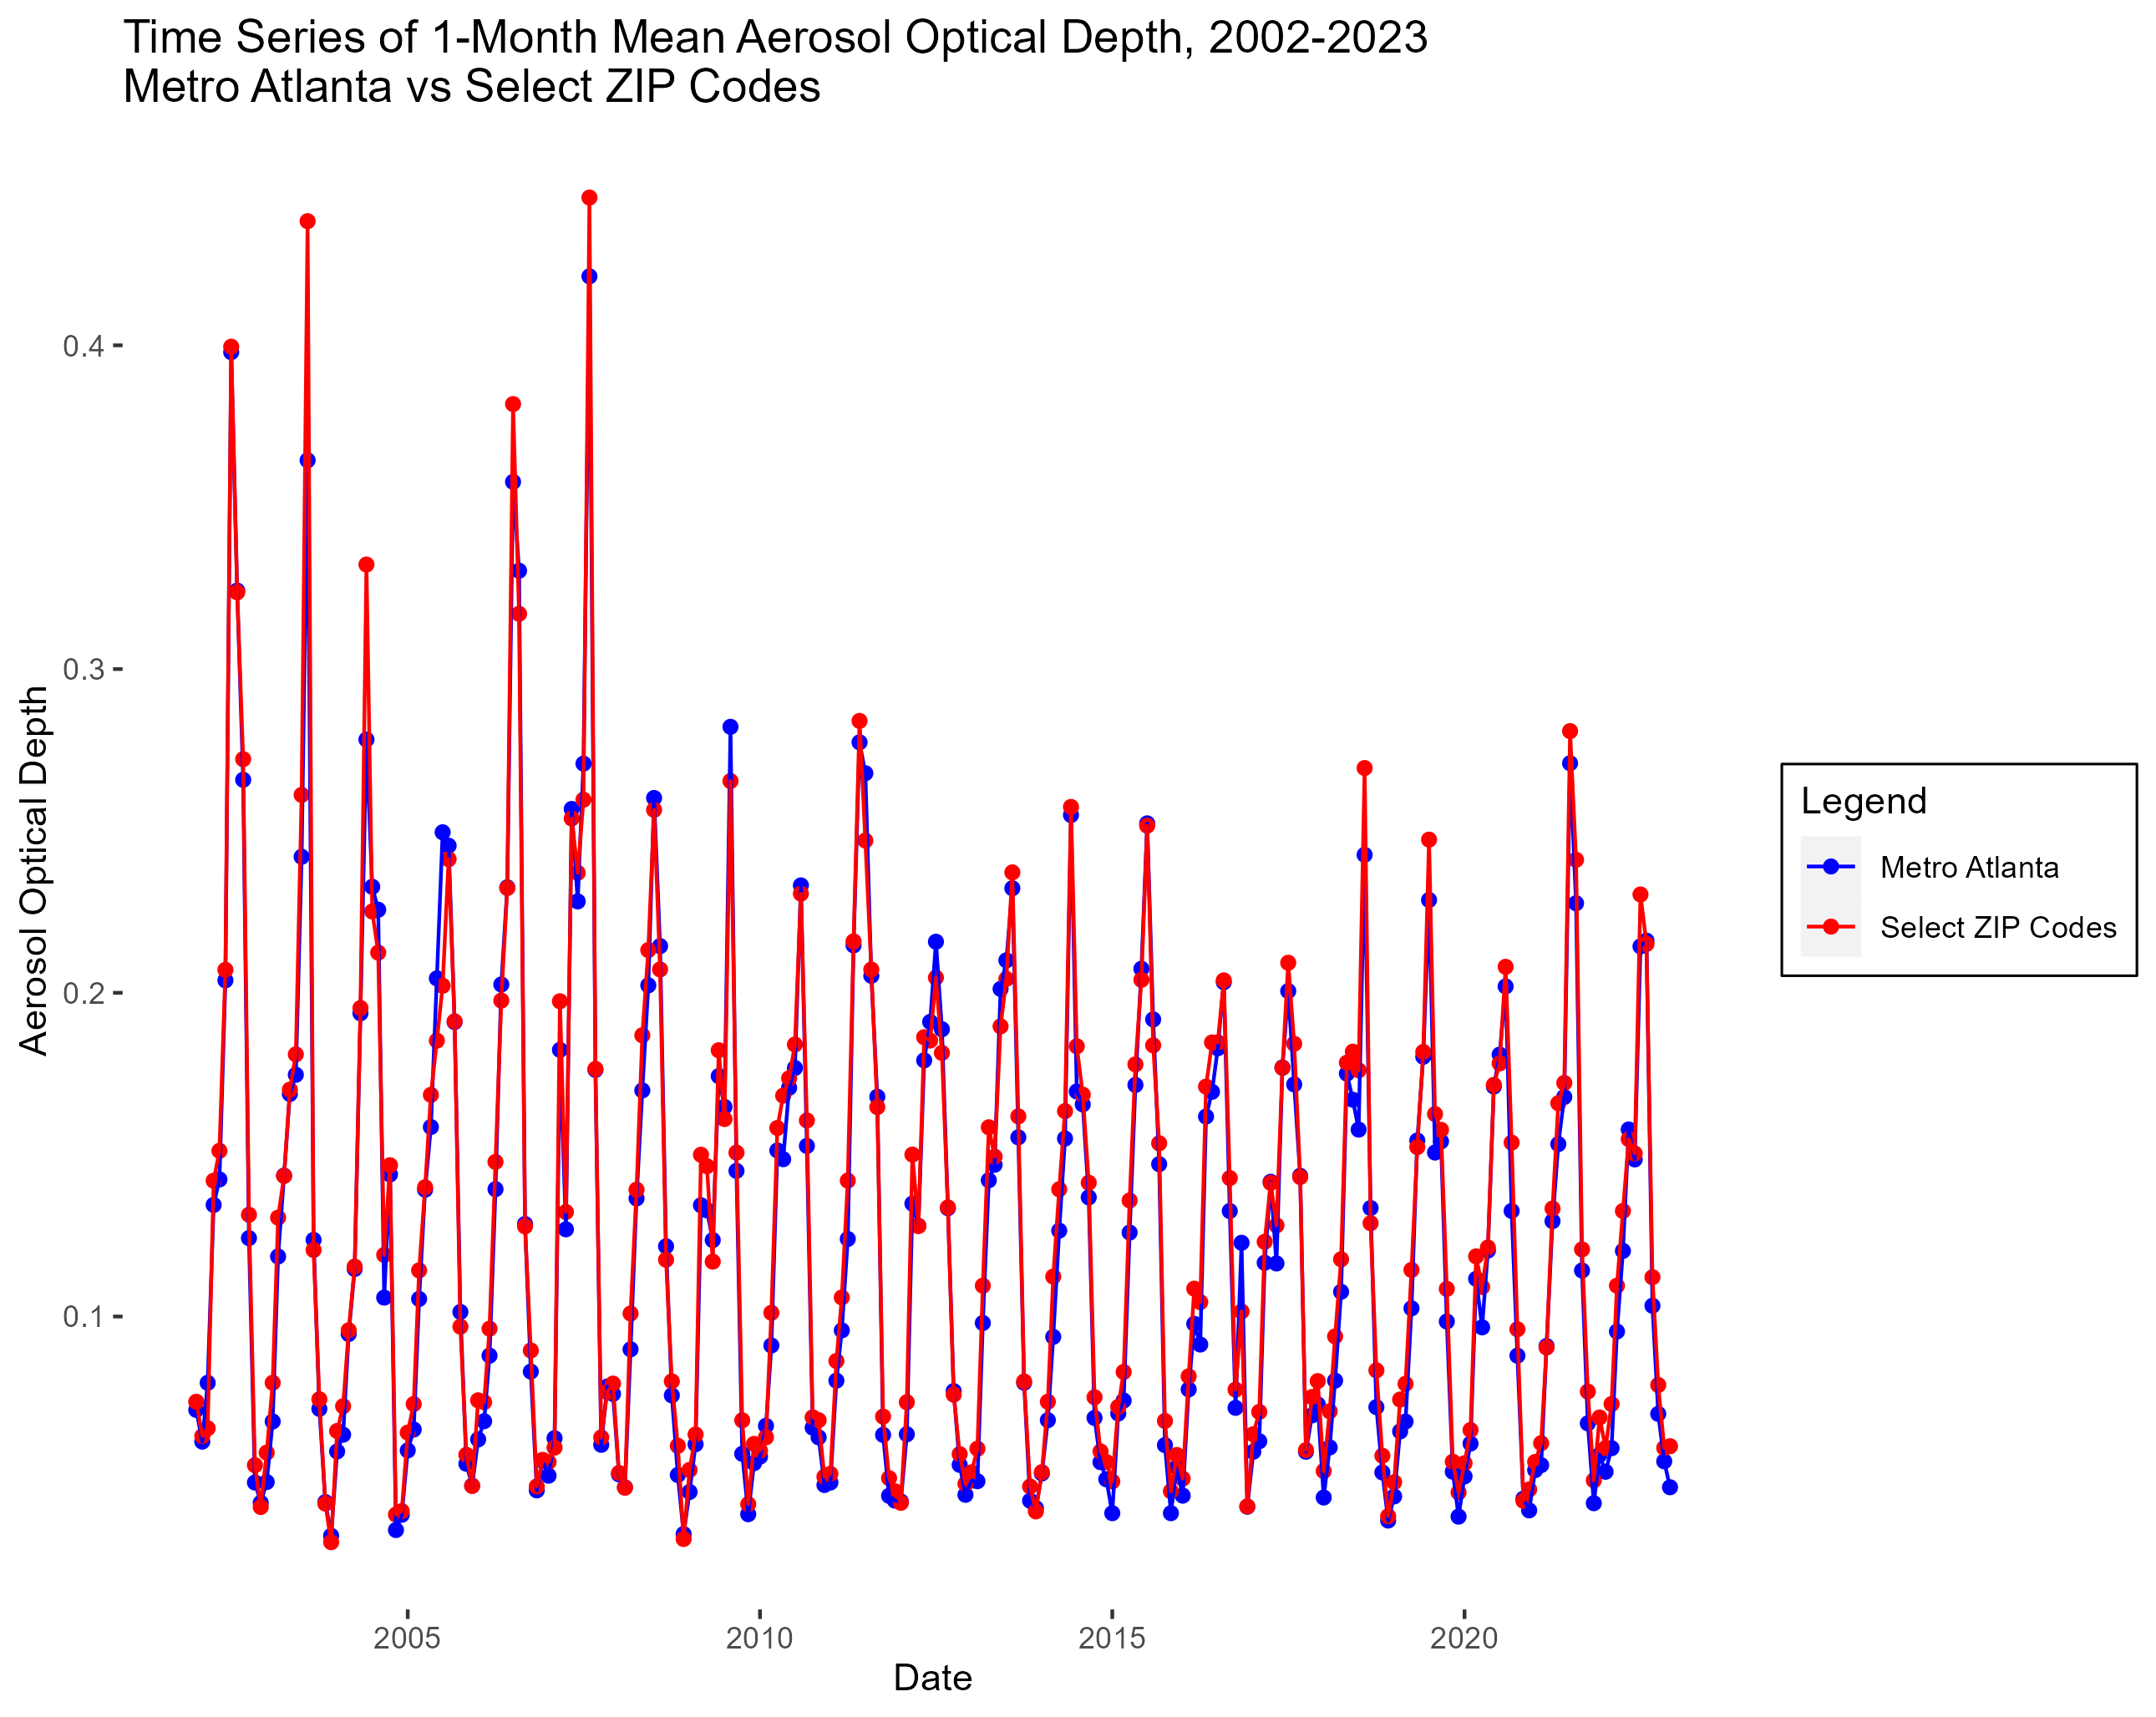 Time Series of 1-Month Mean Aerosol Optical Depth, 2002-2023
Metro Atlanta vs Select ZIP Codes
Aerosol Optical Depth
0.4
0.3
0.2
0.1
2005 2010 2015 2020
Date
Legend
Metro Atlanta
Select ZIP Codes